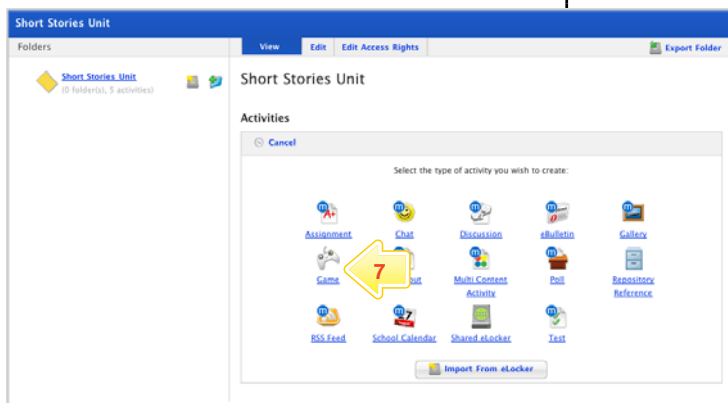 Short Stories Unit
Folders
View Edit Edit Access Rights
Export Folder
Short Stories Unit
(0 folder(s), 5 activities)
Short Stories Unit
Activities
Cancel
Select the type of activity you wish to create:
Assignment Chat Discussion eBulletin Gallery
Game
7
ut
Multi Content Activity
Poll
Repository Reference
RSS Feed School Calendar Shared eLocker Test
Import From eLocker